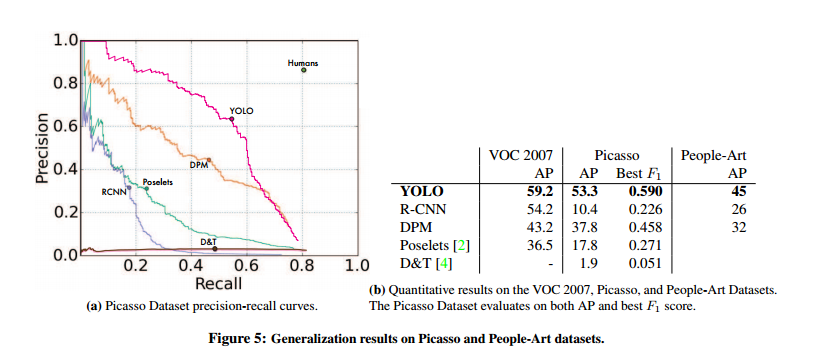 1.0
0.8
0.6
0.4
0.2
0.0
Precision
0.2 0.4 0.6 0.8 1.0
Recall
Humans
YOLO
DPM
Poselets
RCNN
D&T
(a) Picasso Dataset precision-recall curves.
VOC 2007 Picasso People-Art
AP AP Best F1 AP
YOLO 59.2 53.3 0.590 45
R-CNN 54.2 10.4 0.226 26
DPM 43.2 37.8 0.458 32
Poselets [2] 36.5 17.8 0.271
D&T [4] - 1.9 0.051
(b) Quantitative results on the VOC 2007, Picasso, and People-Art Datasets.
The Picasso Dataset evaluates on both AP and best F1 score.
Figure 5: Generalization results on Picasso and People-Art datasets.